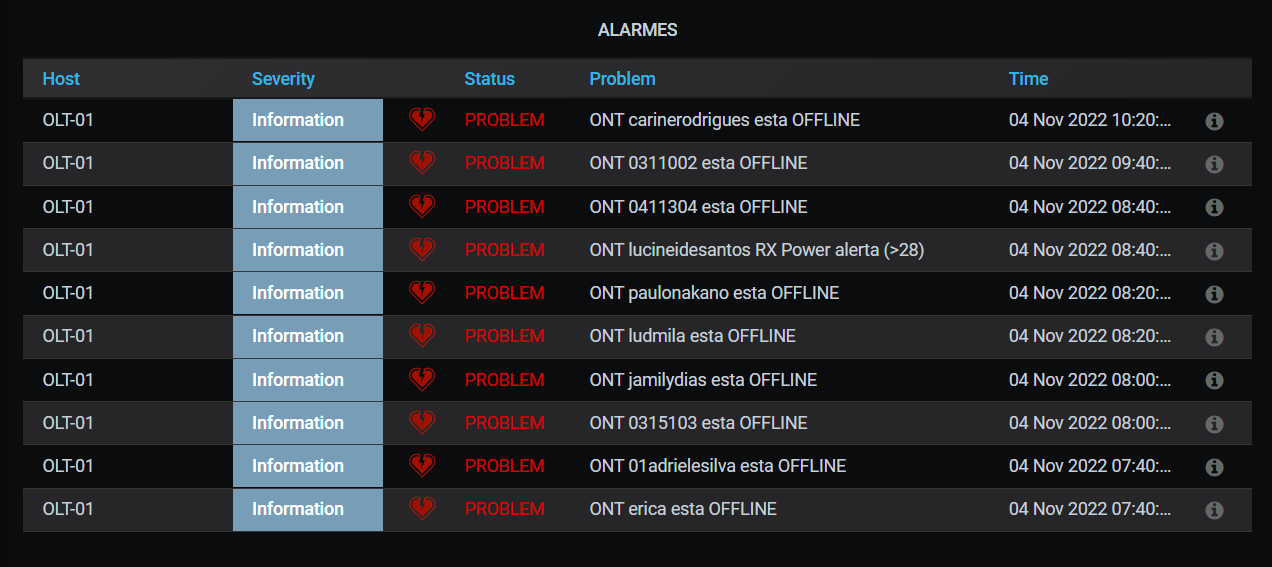 ALARMES
Host Severity Status Problem Time
OLT-01 Information PROBLEM ONT carinerodrigues esta OFFLINE 04 Nov 2022 10:20:...
OLT-01 Information PROBLEM ONT 0311002 esta OFFLINE 04 Nov 2022 09:40:...
OLT-01 Information PROBLEM ONT 0411304 esta OFFLINE 04 Nov 2022 08:40:...
OLT-01 Information PROBLEM ONT lucineidesantos RX Power alerta (>28) 04 Nov 2022 08:40:...
OLT-01 Information PROBLEM ONT paulonakano esta OFFLINE 04 Nov 2022 08:20:...
OLT-01 Information PROBLEM ONT ludmila esta OFFLINE 04 Nov 2022 08:20:...
OLT-01 Information PROBLEM ONT jamilydias esta OFFLINE 04 Nov 2022 08:00:...
OLT-01 Information PROBLEM ONT 0315103 esta OFFLINE 04 Nov 2022 08:00:...
OLT-01 Information PROBLEM ONT 01adrielesilva esta OFFLINE 04 Nov 2022 07:40:...
OLT-01 Information PROBLEM ONT erica esta OFFLINE 04 Nov 2022 07:40:...